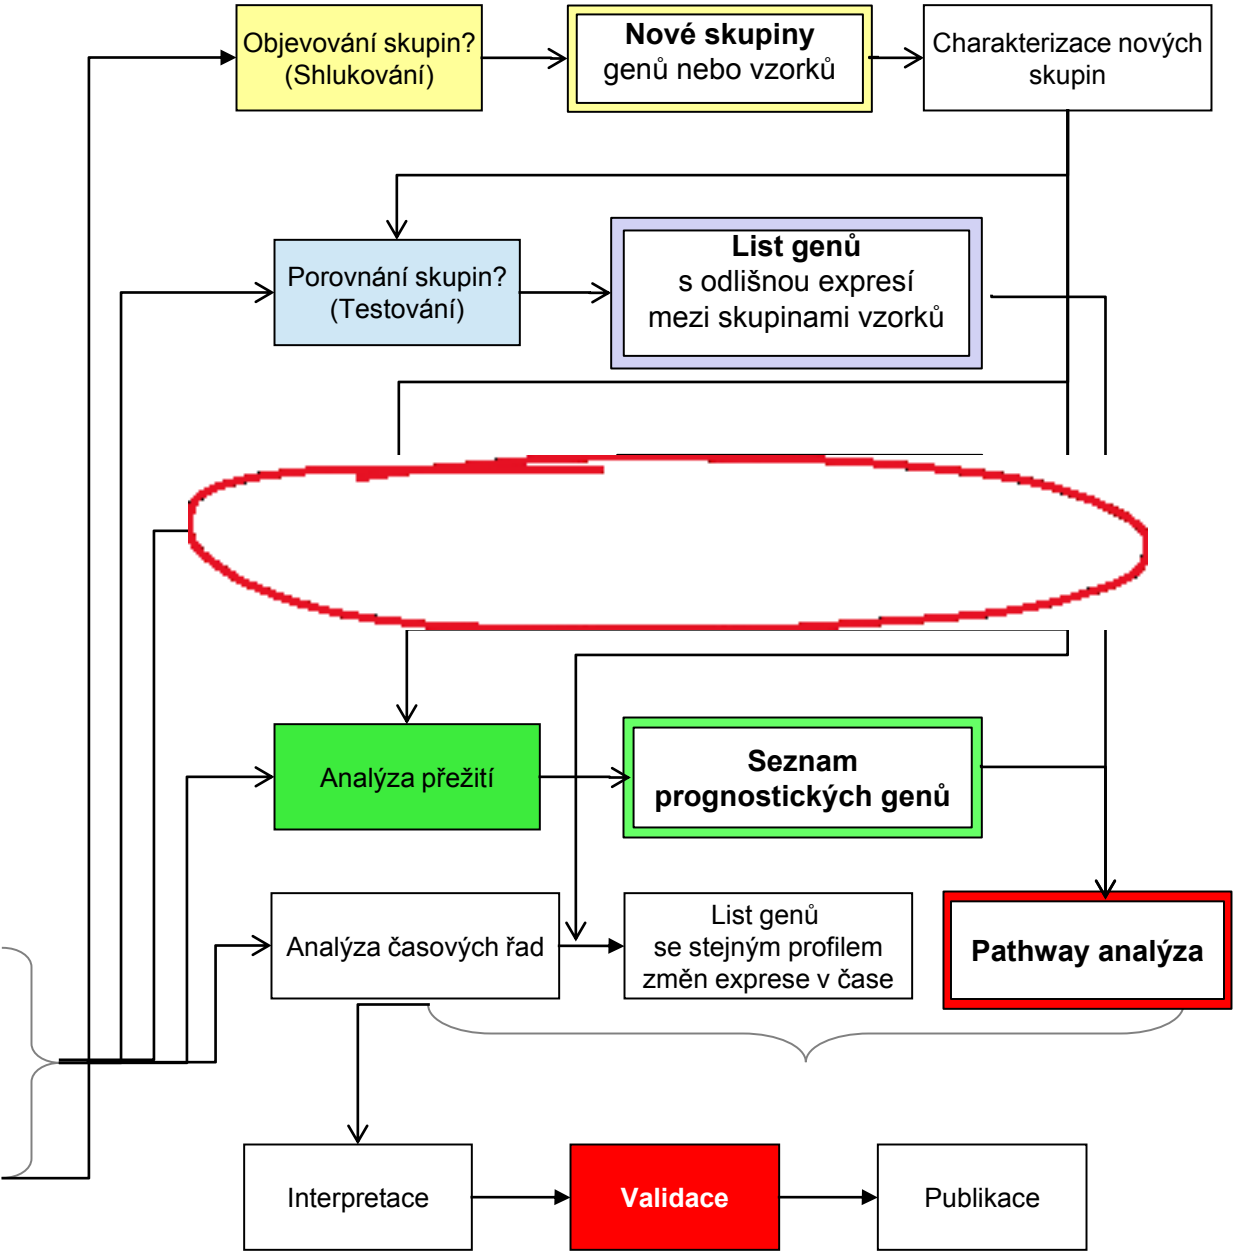 Objevování skupin?
(Shlukování)
Nové skupiny
genů nebo vzorků
Charakterizace nových
skupin
Porovnání skupin?
(Testování)
List genů
s odlišnou expresí
mezi skupinami vzorků
Analýza přežití
Seznam
prognostických genů
Analýza časových řad
List genů
se stejným profilem
změn exprese v čase
Pathway analýza
Interpretace
Validace
Publikace